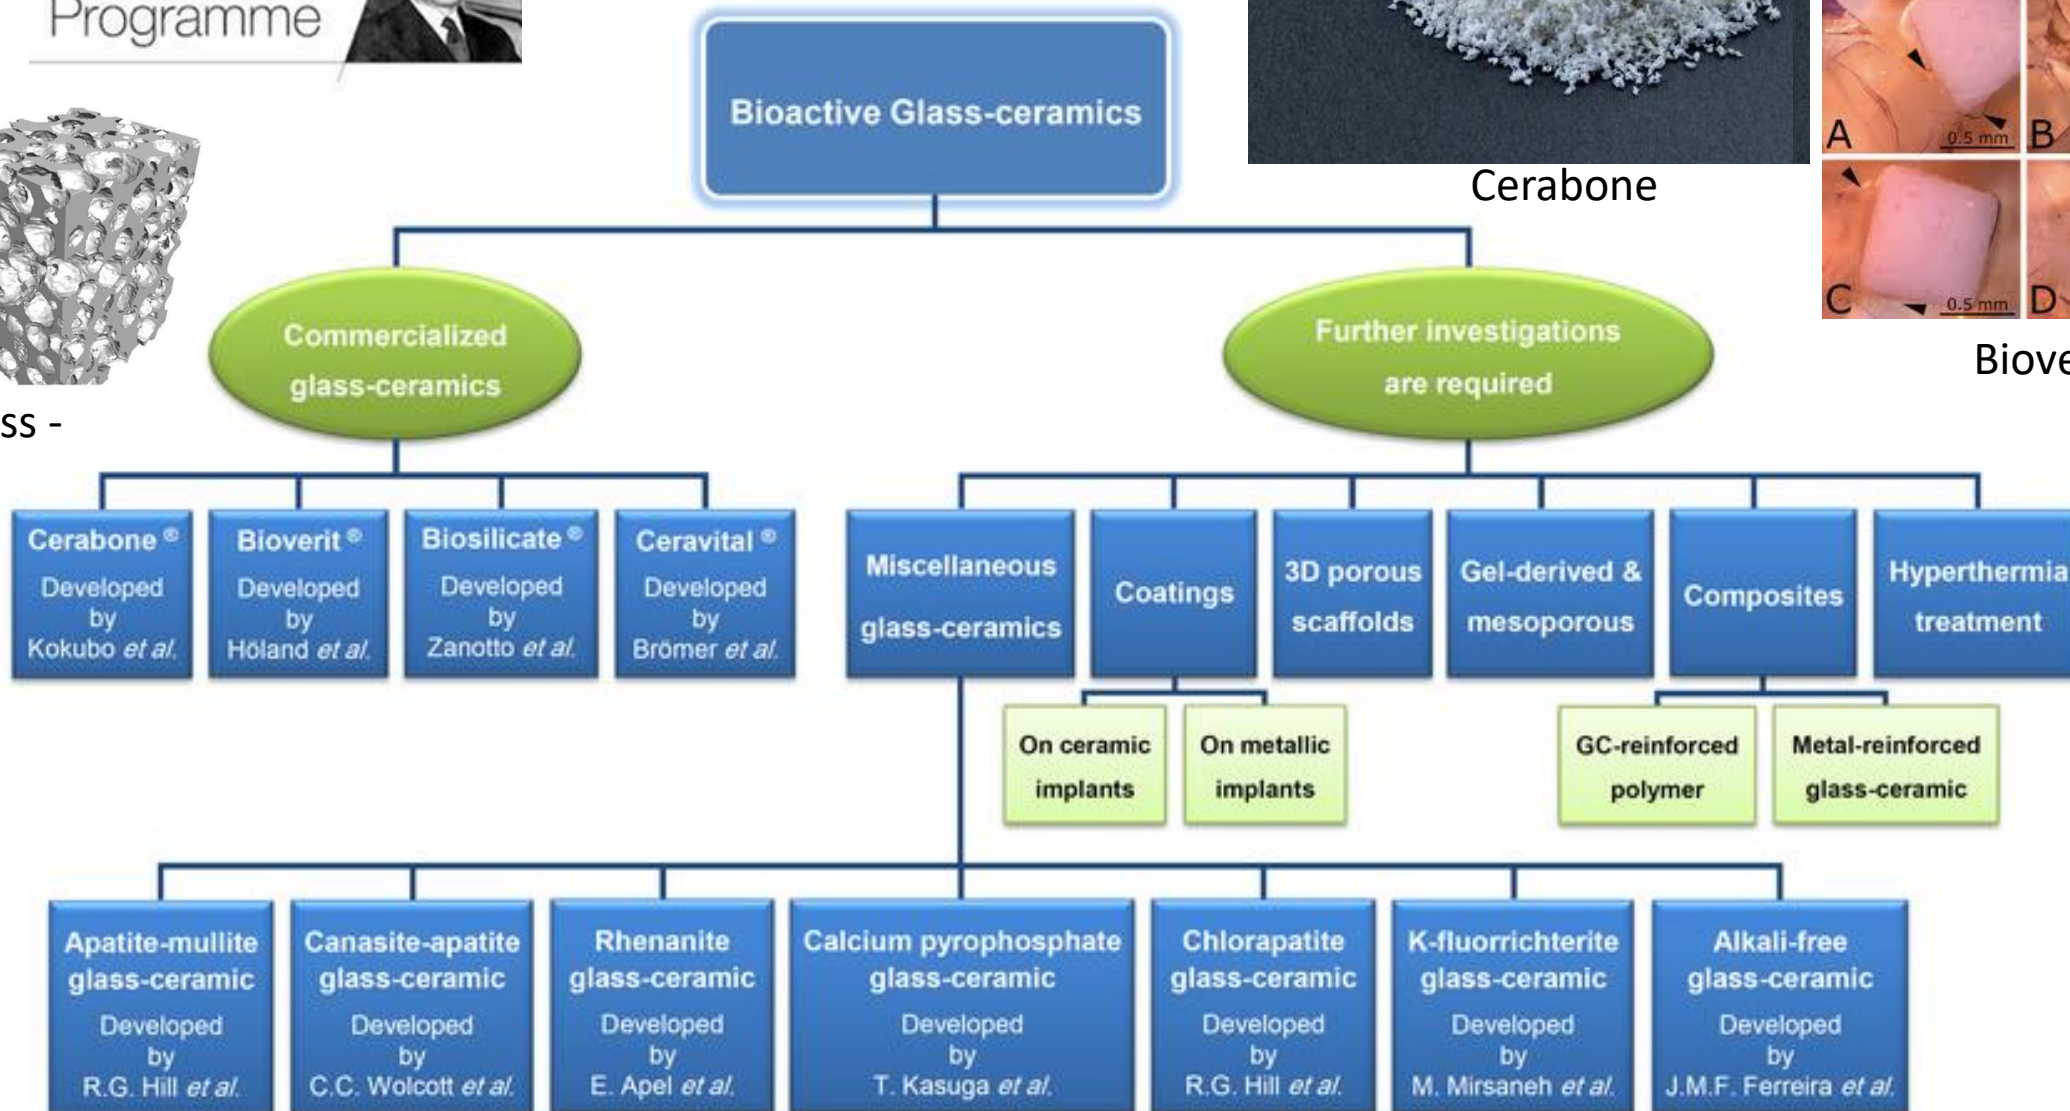 Programme
Bioactive Glass-ceramics
Cerabone
A
0.5 mm
B
C
0.5 mm
D
ss -
Commercialized
glass-ceramics
Further investigations
are required
Cerabone ®
Developed
by
Kokubo et al.
Bioverit ®
Developed
by
Höland et al.
Biosilicate ®
Developed
by
Zanotto et al.
Ceravital ®
Developed
by
Brömer et al.
Miscellaneous
glass-ceramics
Coatings
3D porous
scaffolds
Gel-derived &
mesoporous
Composites
Hyperthermia
treatment
On ceramic
implants
On metallic
implants
GC-reinforced
polymer
Metal-reinforced
glass-ceramic
Apatite-mullite
glass-ceramic
Developed
by
R.G. Hill et al.
Canasite-apatite
glass-ceramic
Developed
by
C.C. Wolcott et al.
Rhenanite
glass-ceramic
Developed
by
E. Apel et al.
Calcium pyrophosphate
glass-ceramic
Developed
by
T. Kasuga et al.
Chlorapatite
glass-ceramic
Developed
by
R.G. Hill et al.
K-fluorrichterite
glass-ceramic
Developed
by
M. Mirsaneh et al.
Alkali-free
glass-ceramic
Developed
by
J.M.F. Ferreira et al.